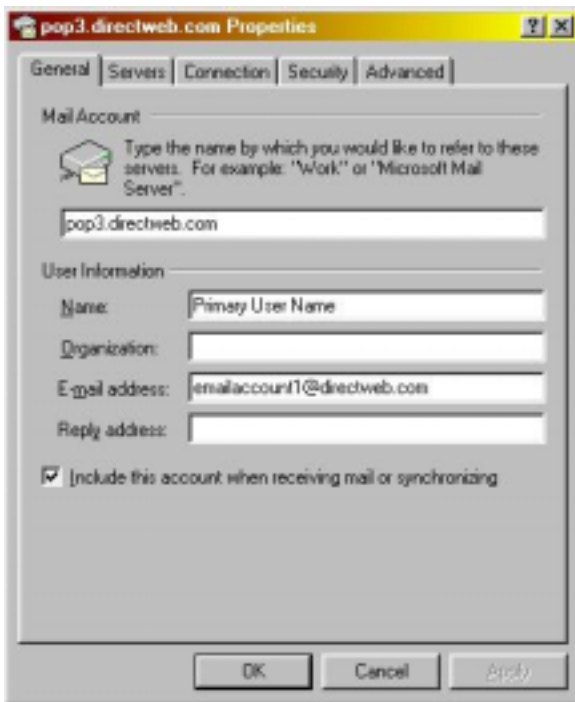 pop3.directweb.com Properties
General Servers Connection Security Advanced
Mail Account
Type the name by which you would like to refer to these
servers. For example: "Work" or "Microsoft Mail
Server".
pop3.directweb.com
User Information
Name: Primary User Name
Organization:
E-mail address: emailaccount1@directweb.com
Reply address:
Include this account when receiving mail or synchronizing
OK Cancel Apply